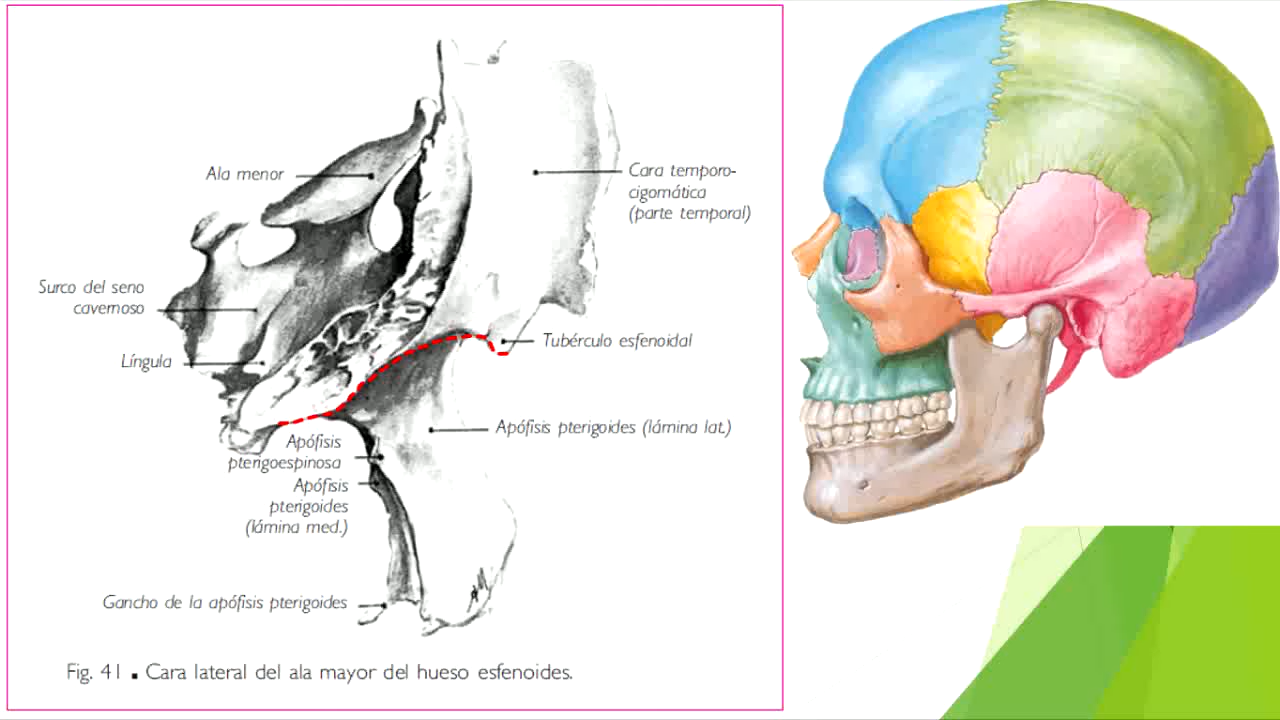 Ala menor
Cara temporo-
cigomática
(parte temporal)
Surco del seno
cavernoso
Tubérculo esfenoidal
Língula
Apófisis pterigoides (lámina lat.)
Apófisis
pterigoespinosa
Apófisis
pterigoides
(lámina med.)
Gancho de la apófisis pterigoides
Fig. 41 ▪ Cara lateral del ala mayor del hueso esfenoides.